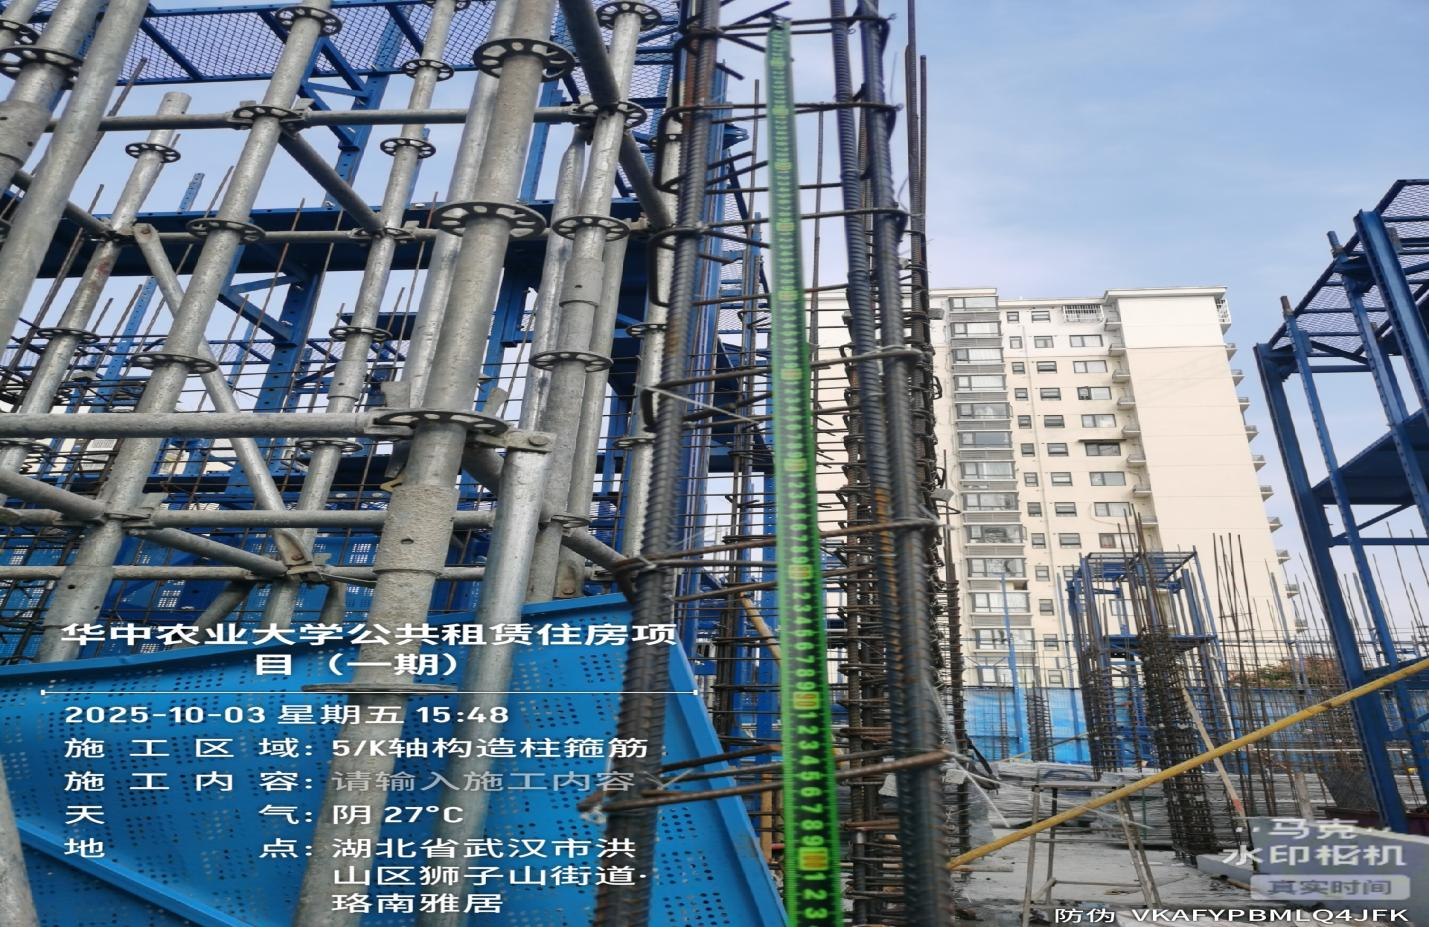 华中农业大学公共租赁住房项
目（一期）
2025-10-03 星期五 15:48
施工区域：5/K轴构造柱箍筋
施工内容：请输入施工内容
天气：阴 27°C
地点：湖北省武汉市洪
山区狮子山街道·
珞南雅居
马克
水印相机
真实时间
防伪 VKAFYPBMLQ4JFK